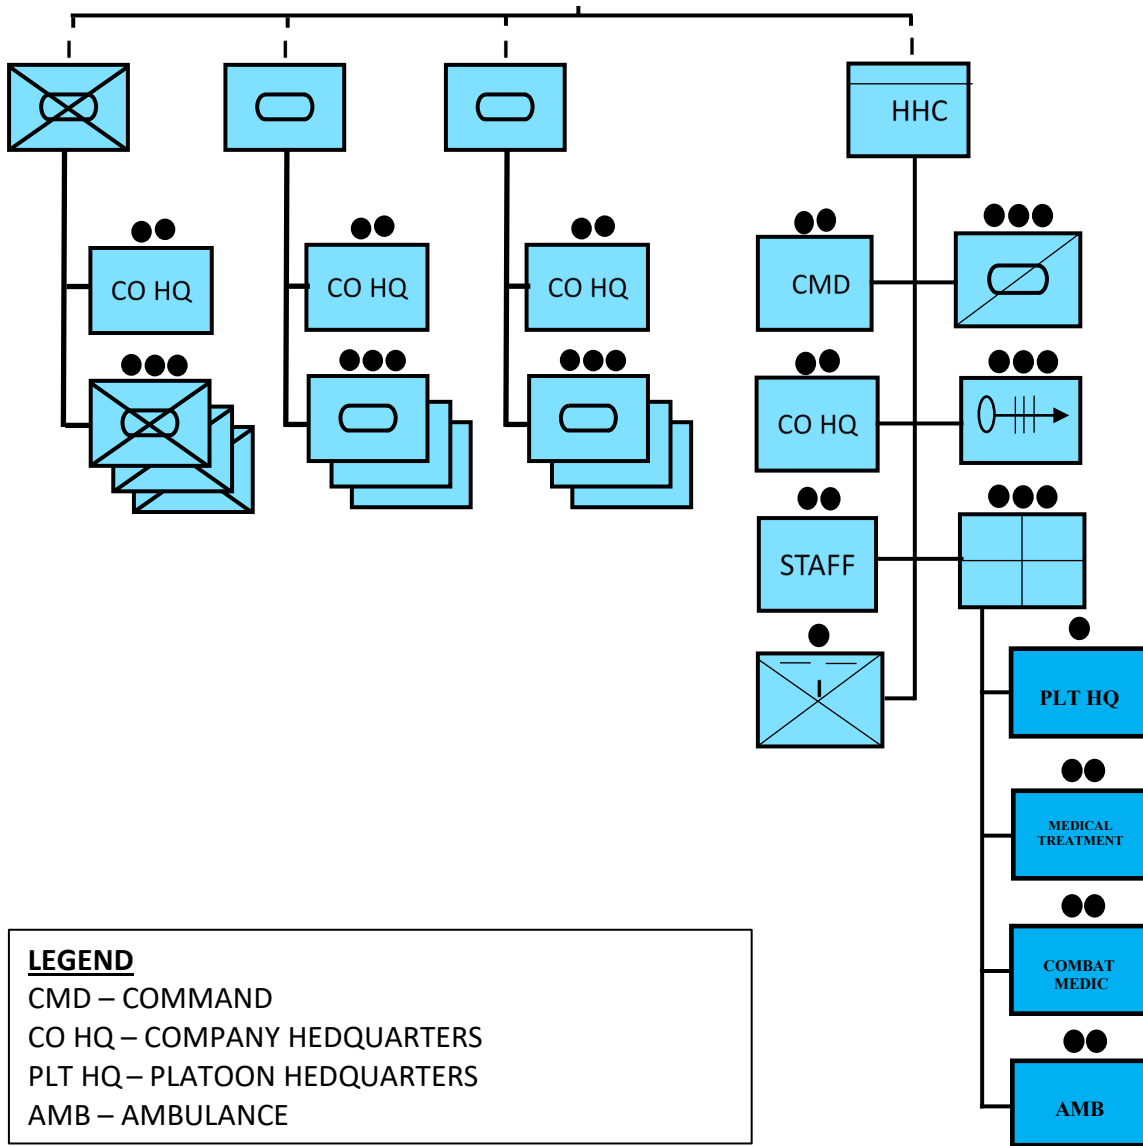 HHC
CO HQ
CO HQ
CO HQ
CMD
CO HQ
STAFF
PLT HQ
MEDICAL
TREATMENT
COMBAT
MEDIC
AMB
LEGEND
CMD – COMMAND
CO HQ – COMPANY HEDQUARTERS
PLT HQ – PLATOON HEDQUARTERS
AMB – AMBULANCE